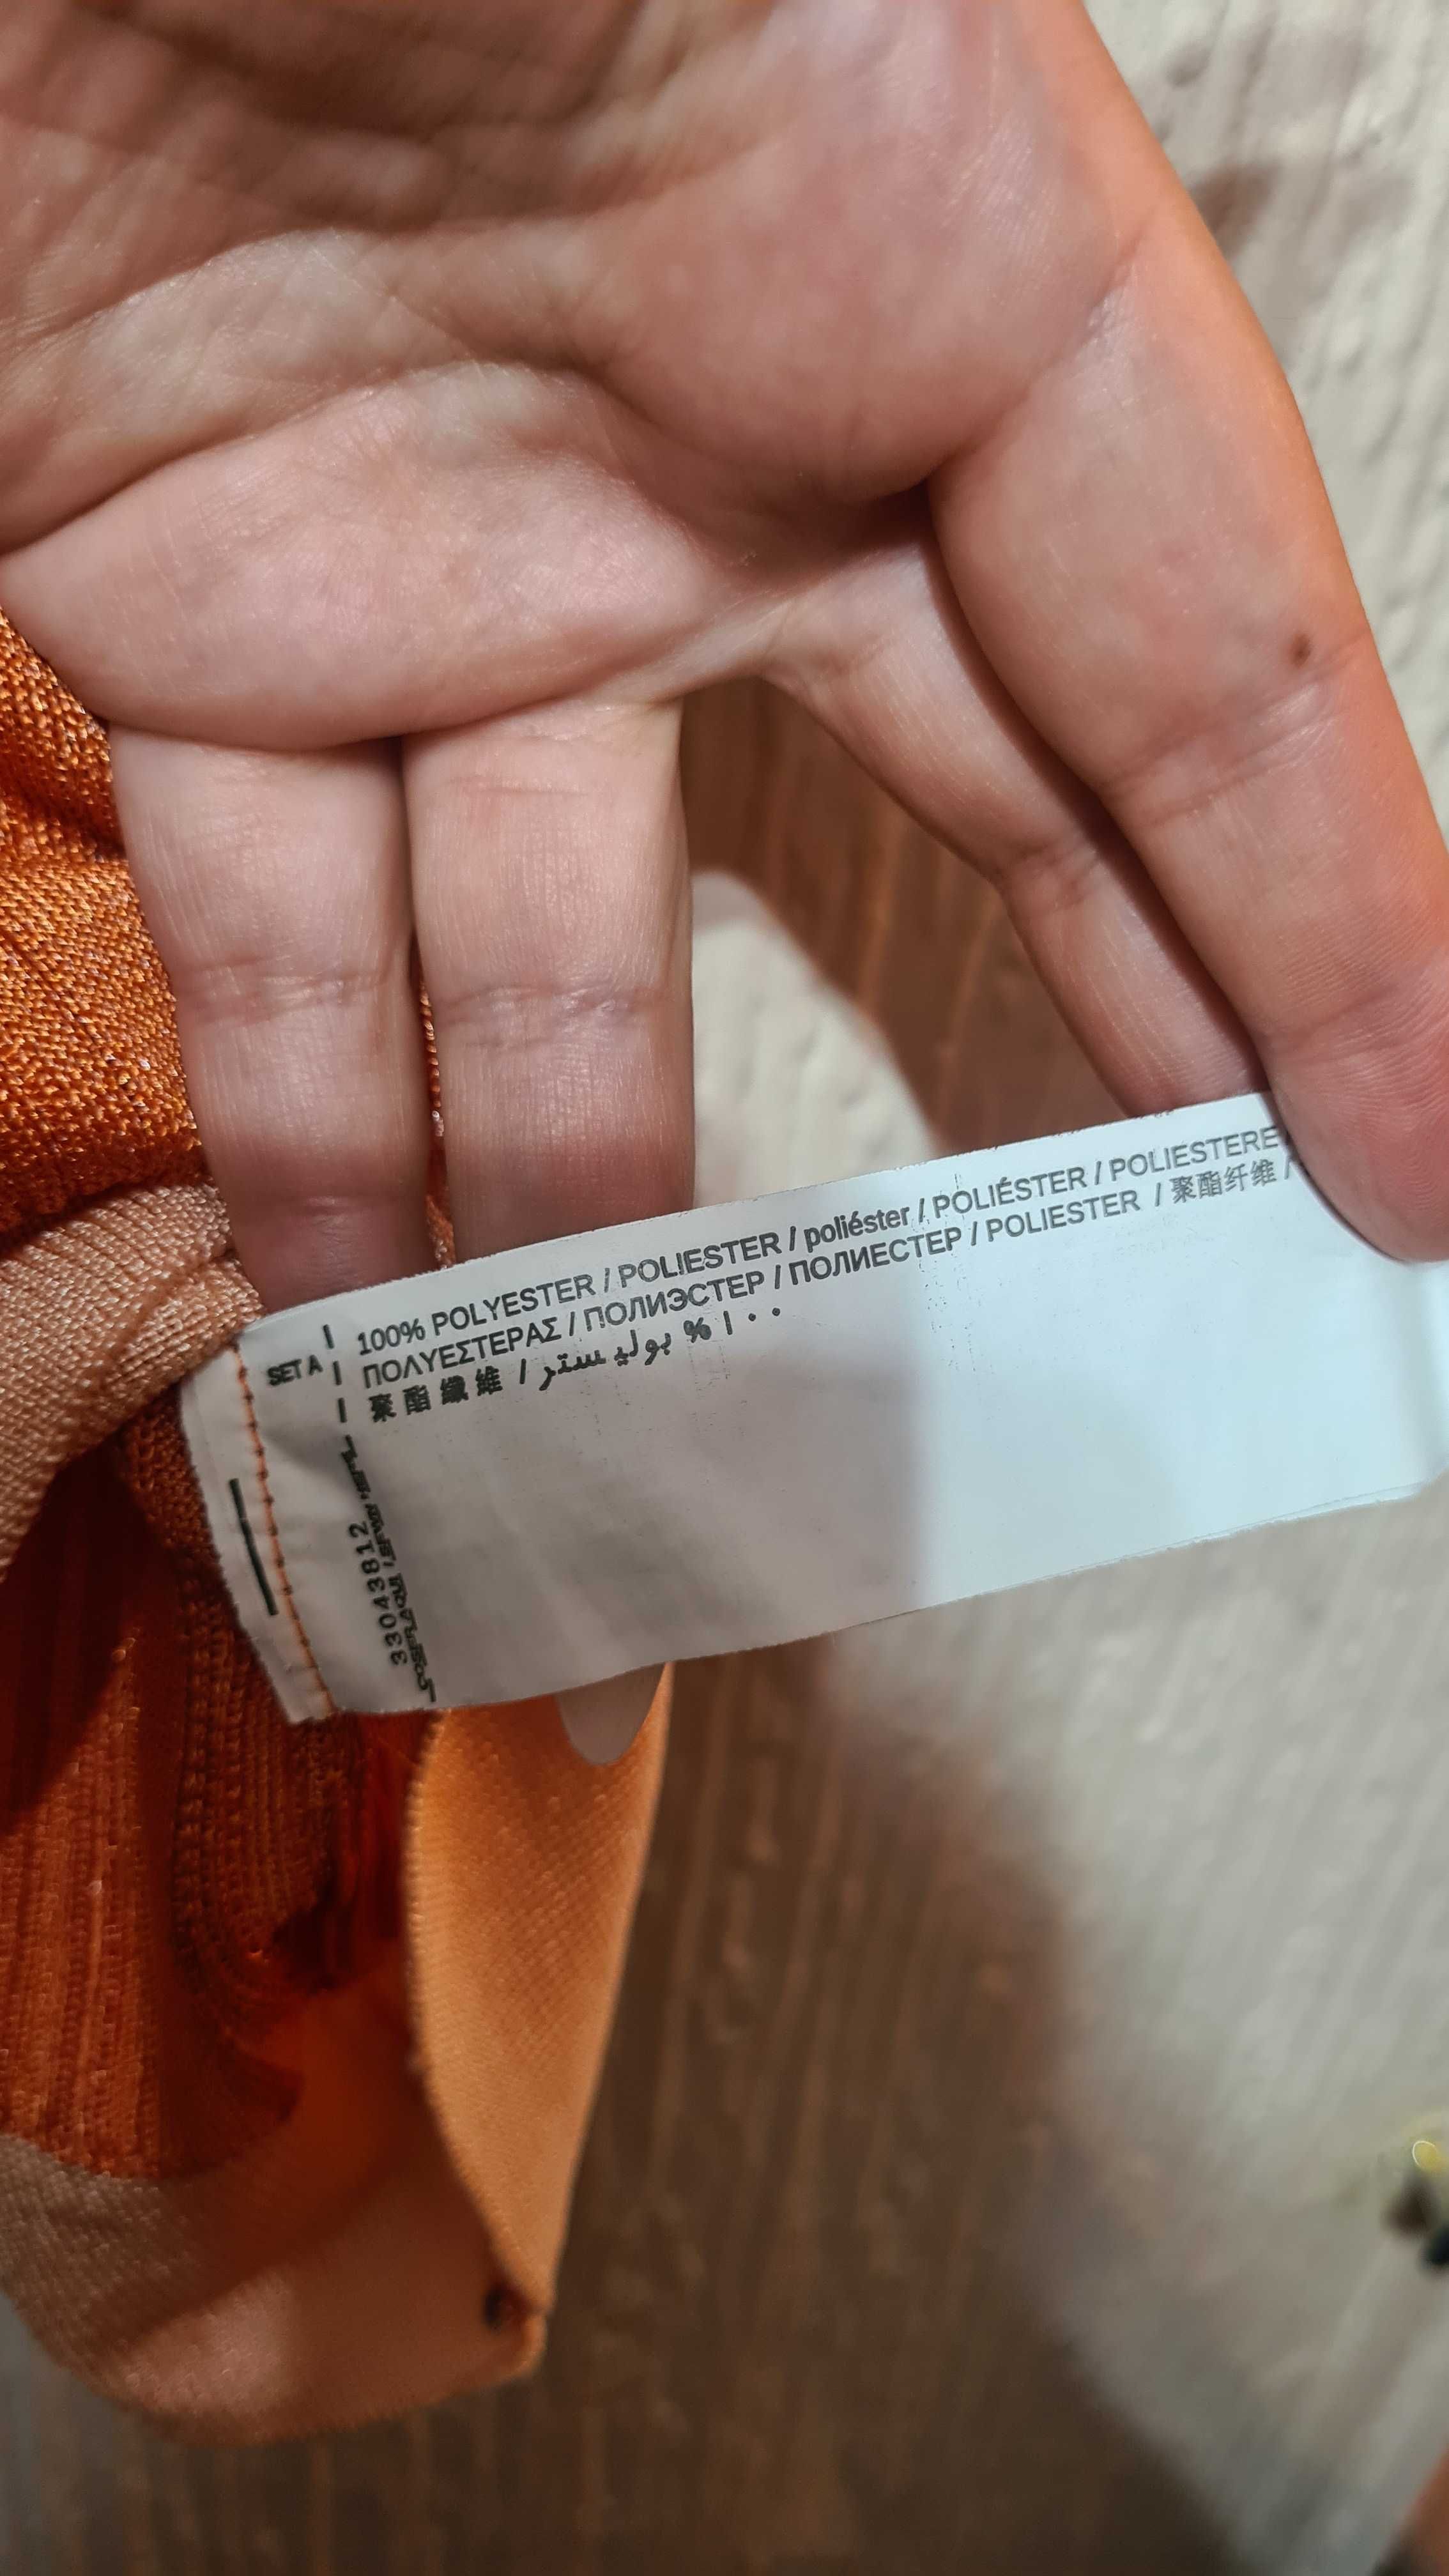 100% POLYESTER / POLIESTER / poliéster / POLIÉSTER / POLIESTERE
ΠΟΛΥΕΣΤΕΡΑΣ / ПОЛИЭСТЕР / ПОЛИЕСТЕР / POLIESTER / 聚酯纤维 /
聚酯纖維 / بوليستر % ١٠٠
SET A
33043812